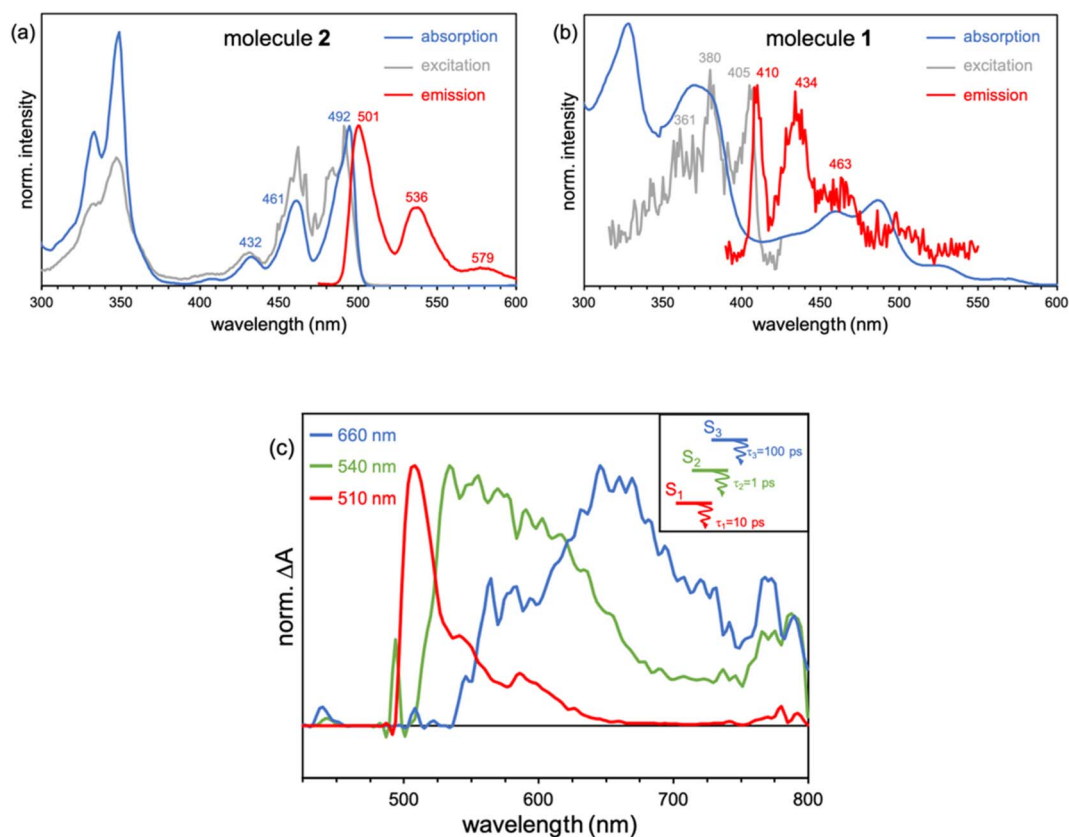 (a)
molecule 2
absorption
excitation
emission
norm. intensity
432
461
492
501
536
579
300 350 400 450 500 550 600
wavelength (nm)
(b)
molecule 1
absorption
excitation
emission
norm. intensity
361
380
405
410
434
463
300 350 400 450 500 550 600
wavelength (nm)
(c)
660 nm
540 nm
510 nm
S3
τ3=100 ps
S2
τ2=1 ps
S1
τ1=10 ps
norm. ΔA
500 600 700 800
wavelength (nm)